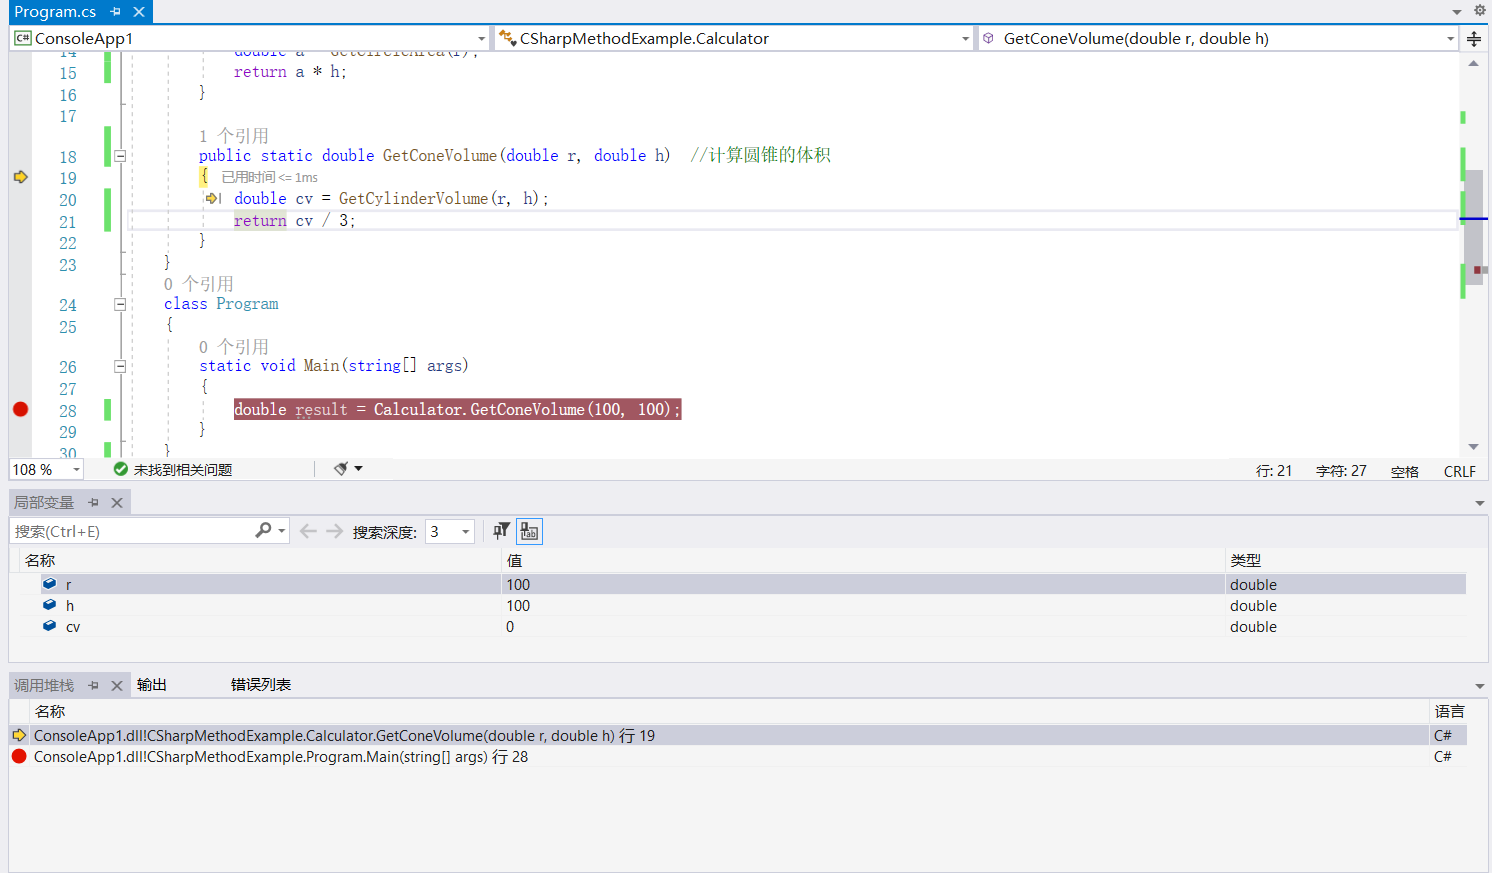 Program.cs
C# ConsoleApp1 CSharpMethodExample.Calculator GetConeVolume(double r, double h)
14 double a = GetCircleArea(r);
15 return a * h;
16 }
17
1 个引用
18 public static double GetConeVolume(double r, double h) //计算圆锥的体积
19 { 已用时间 <= 1ms
20 double cv = GetCylinderVolume(r, h);
21 return cv / 3;
22 }
23 }
0 个引用
24 class Program
25 {
0 个引用
26 static void Main(string[] args)
27 {
28 double result = Calculator.GetConeVolume(100, 100);
29 }
30 }
108 % 未找到相关问题 行: 21 字符: 27 空格 CRLF
局部变量
搜索(Ctrl+E) 搜索深度: 3
名称 值 类型
r 100 double
h 100 double
cv 0 double
调用堆栈 输出 错误列表
名称 语言
ConsoleApp1.dll!CSharpMethodExample.Calculator.GetConeVolume(double r, double h) 行 19 C#
ConsoleApp1.dll!CSharpMethodExample.Program.Main(string[] args) 行 28 C#